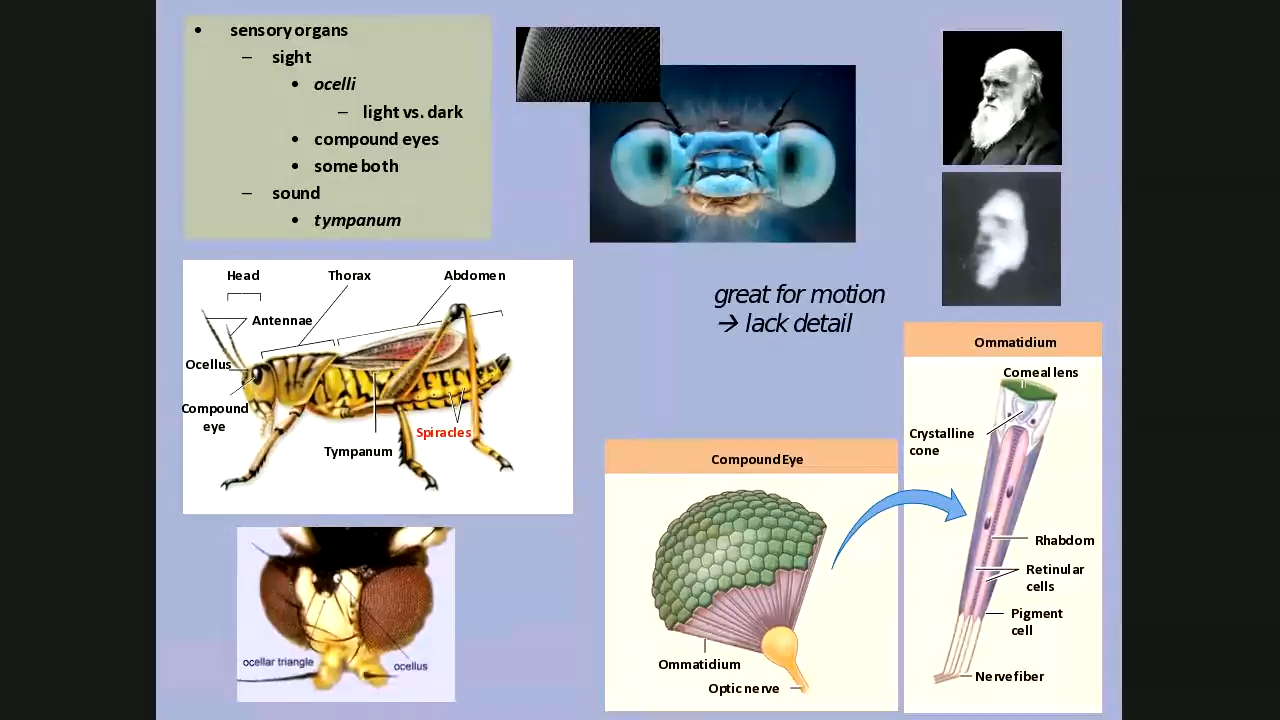 • sensory organs
– sight
• ocelli
– light vs. dark
• compound eyes
• some both
– sound
• tympanum
Head
Thorax
Abdomen
Antennae
Ocellus
Compound
eye
Tympanum
Spiracles
ocellar triangle
ocellus
great for motion
→ lack detail
Compound Eye
Ommatidium
Optic nerve
Ommatidium
Corneal lens
Crystalline
cone
Rhabdom
Retinular
cells
Pigment
cell
Nerve fiber